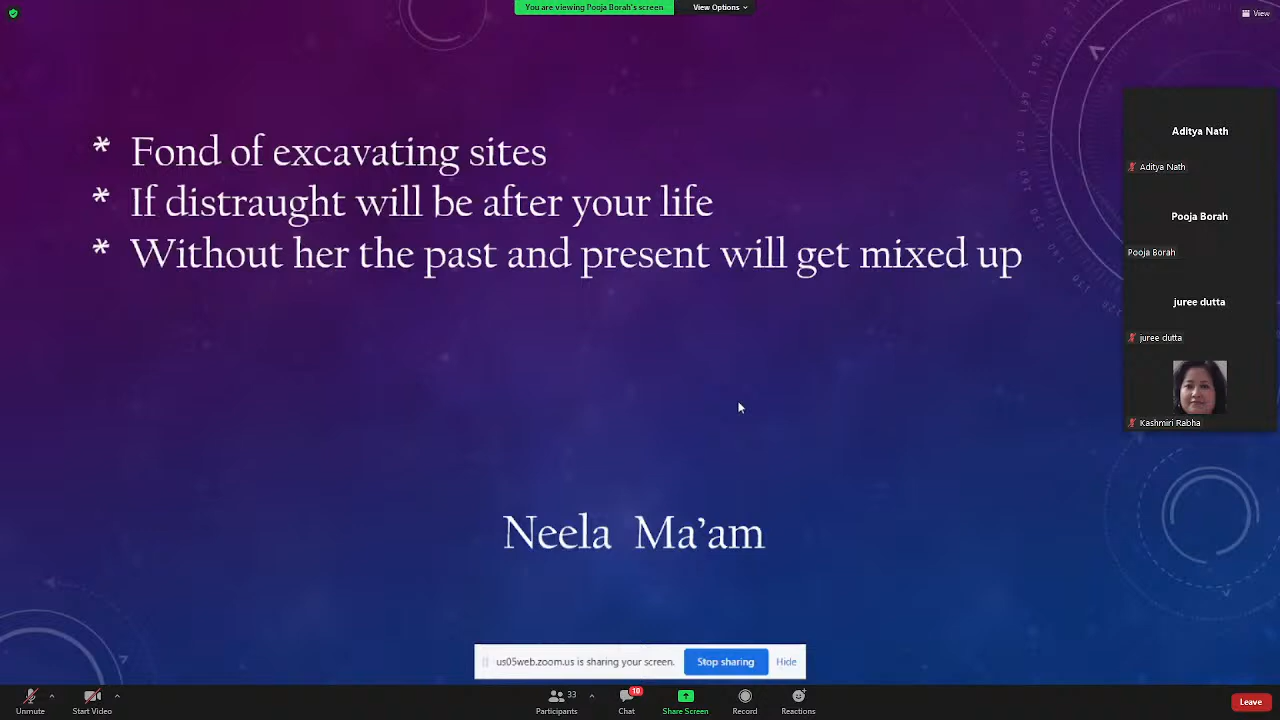 You are viewing Pooja Borah's screen
View Options
View
* Fond of excavating sites
* If distraught will be after your life
* Without her the past and present will get mixed up
Neela Ma’am
Aditya Nath
Aditya Nath
Pooja Borah
Pooja Borah
juree dutta
juree dutta
Kashmiri Rabha
us05web.zoom.us is sharing your screen.
Stop sharing
Hide
Unmute
Start Video
33
Participants
10
Chat
Share Screen
Record
Reactions
Leave